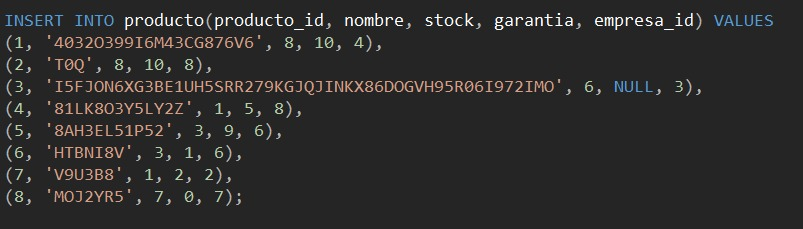 INSERT INTO producto(producto_id, nombre, stock, garantia, empresa_id) VALUES
(1, '4032O399I6M43CG876V6', 8, 10, 4),
(2, 'T0Q', 8, 10, 8),
(3, 'I5FJON6XG3BE1UH5SRR279KGJQJINKX86DOGVH95R06I972IMO', 6, NULL, 3),
(4, '81LK8O3Y5LY2Z', 1, 5, 8),
(5, '8AH3EL51P52', 3, 9, 6),
(6, 'HTBNI8V', 3, 1, 6),
(7, 'V9U3B8', 1, 2, 2),
(8, 'MOJ2YR5', 7, 0, 7);